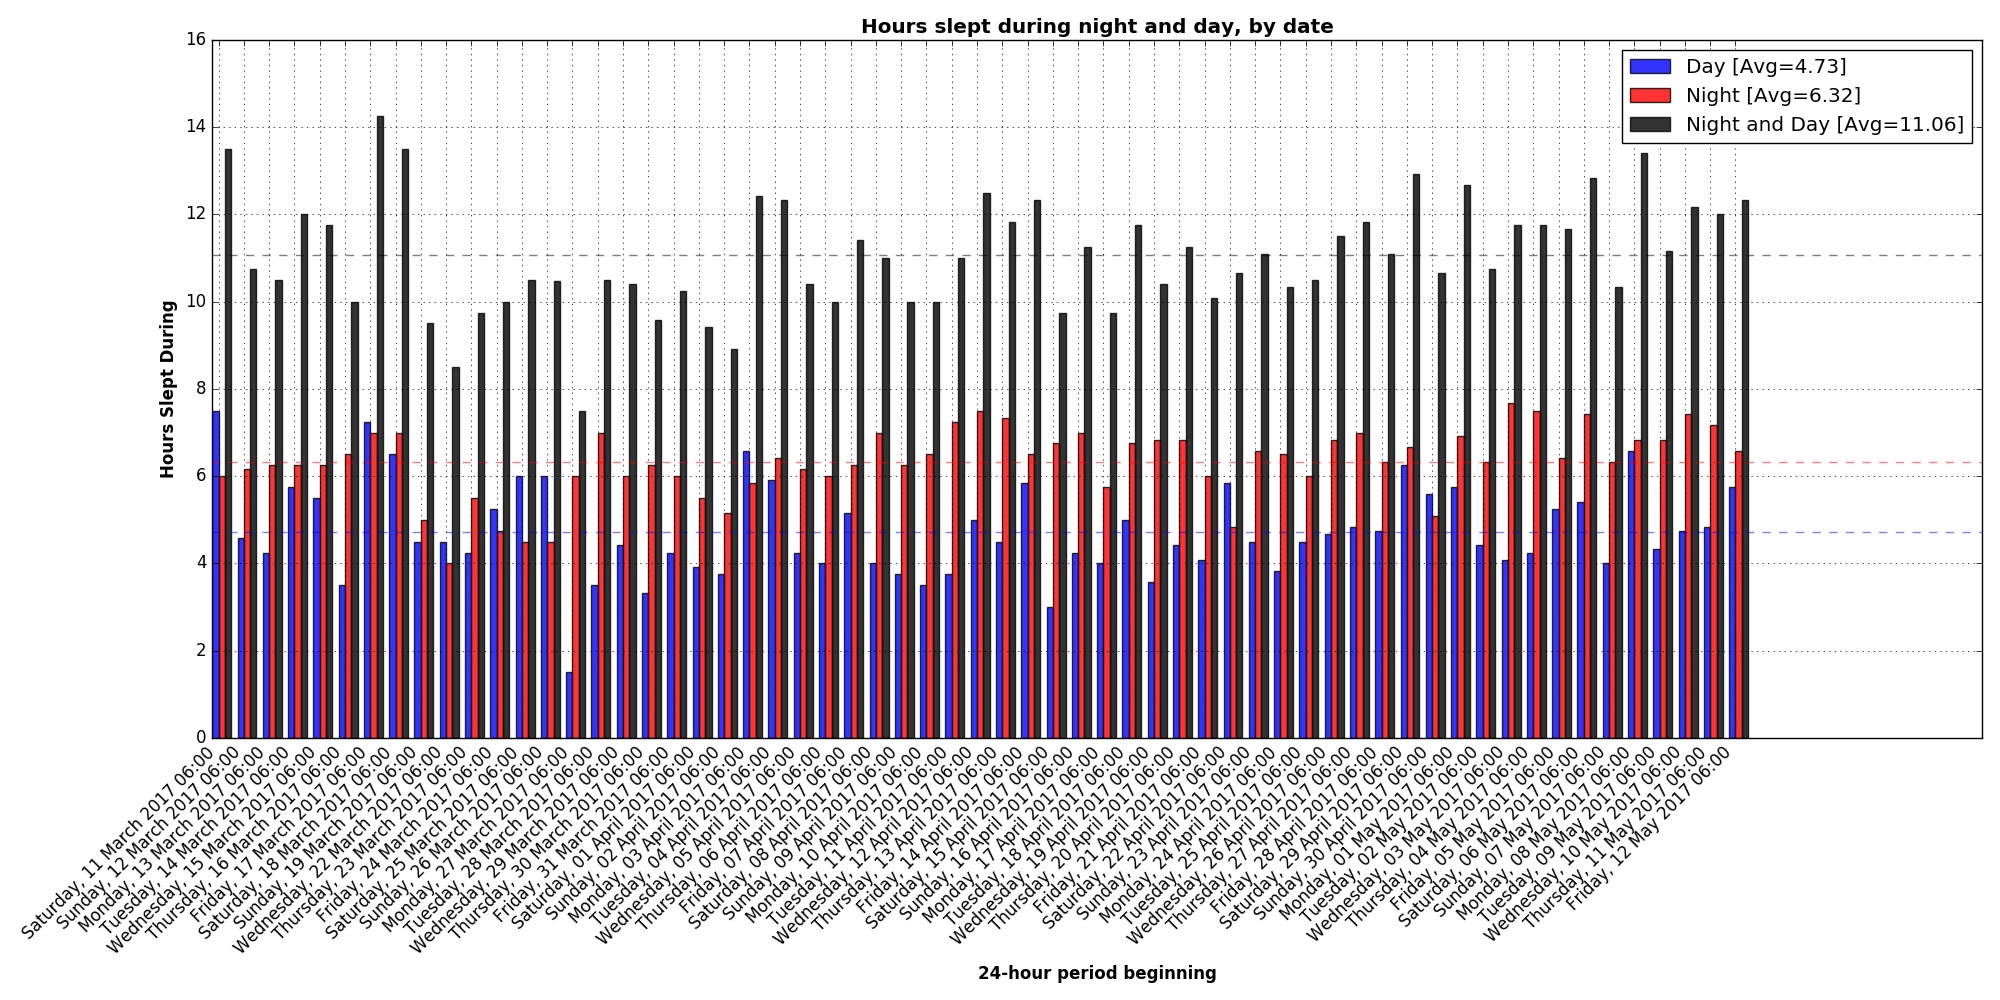 Hours slept during night and day, by date
16
14
12
10
8
6
4
2
0
Hours Slept During
Day [Avg=4.73]
Night [Avg=6.32]
Night and Day [Avg=11.06]
Saturday, 11 March 2017 06:00
Sunday, 12 March 2017 06:00
Monday, 13 March 2017 06:00
Tuesday, 14 March 2017 06:00
Wednesday, 15 March 2017 06:00
Thursday, 16 March 2017 06:00
Friday, 17 March 2017 06:00
Saturday, 18 March 2017 06:00
Sunday, 19 March 2017 06:00
Wednesday, 22 March 2017 06:00
Thursday, 23 March 2017 06:00
Friday, 24 March 2017 06:00
Saturday, 25 March 2017 06:00
Sunday, 26 March 2017 06:00
Monday, 27 March 2017 06:00
Tuesday, 28 March 2017 06:00
Wednesday, 29 March 2017 06:00
Thursday, 30 March 2017 06:00
Friday, 31 March 2017 06:00
Saturday, 01 April 2017 06:00
Sunday, 02 April 2017 06:00
Monday, 03 April 2017 06:00
Tuesday, 04 April 2017 06:00
Wednesday, 05 April 2017 06:00
Thursday, 06 April 2017 06:00
Friday, 07 April 2017 06:00
Saturday, 08 April 2017 06:00
Sunday, 09 April 2017 06:00
Monday, 10 April 2017 06:00
Tuesday, 11 April 2017 06:00
Wednesday, 12 April 2017 06:00
Thursday, 13 April 2017 06:00
Friday, 14 April 2017 06:00
Saturday, 15 April 2017 06:00
Sunday, 16 April 2017 06:00
Monday, 17 April 2017 06:00
Tuesday, 18 April 2017 06:00
Wednesday, 19 April 2017 06:00
Thursday, 20 April 2017 06:00
Friday, 21 April 2017 06:00
Saturday, 22 April 2017 06:00
Sunday, 23 April 2017 06:00
Monday, 24 April 2017 06:00
Tuesday, 25 April 2017 06:00
Wednesday, 26 April 2017 06:00
Thursday, 27 April 2017 06:00
Friday, 28 April 2017 06:00
Saturday, 29 April 2017 06:00
Sunday, 30 April 2017 06:00
Monday, 01 May 2017 06:00
Tuesday, 02 May 2017 06:00
Wednesday, 03 May 2017 06:00
Thursday, 04 May 2017 06:00
Friday, 05 May 2017 06:00
Saturday, 06 May 2017 06:00
Sunday, 07 May 2017 06:00
Monday, 08 May 2017 06:00
Tuesday, 09 May 2017 06:00
Wednesday, 10 May 2017 06:00
Thursday, 11 May 2017 06:00
Friday, 12 May 2017 06:00
24-hour period beginning